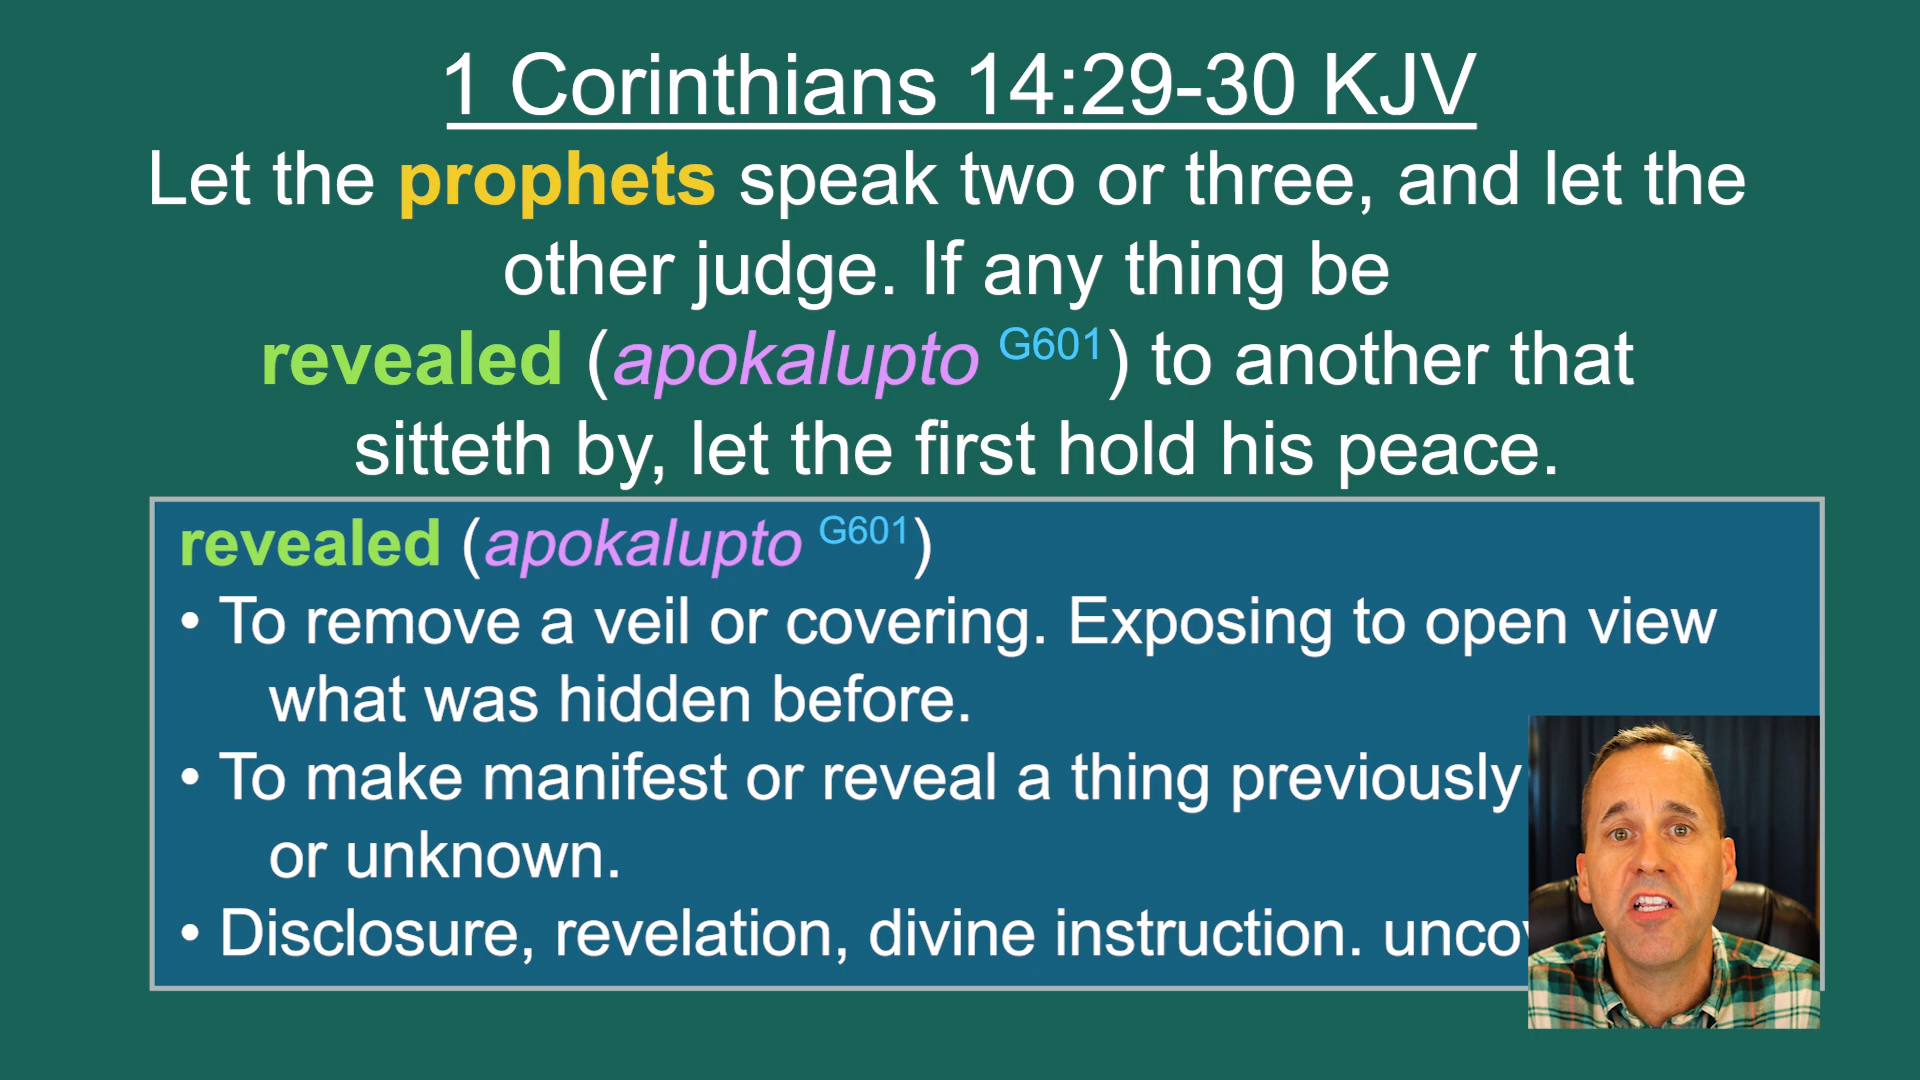 1 Corinthians 14:29-30 KJV
Let the prophets speak two or three, and let the
other judge. If any thing be
revealed (apokalupto G601) to another that
sitteth by, let the first hold his peace.
revealed (apokalupto G601)
• To remove a veil or covering. Exposing to open view
what was hidden before.
• To make manifest or reveal a thing previously
or unknown.
• Disclosure, revelation, divine instruction.